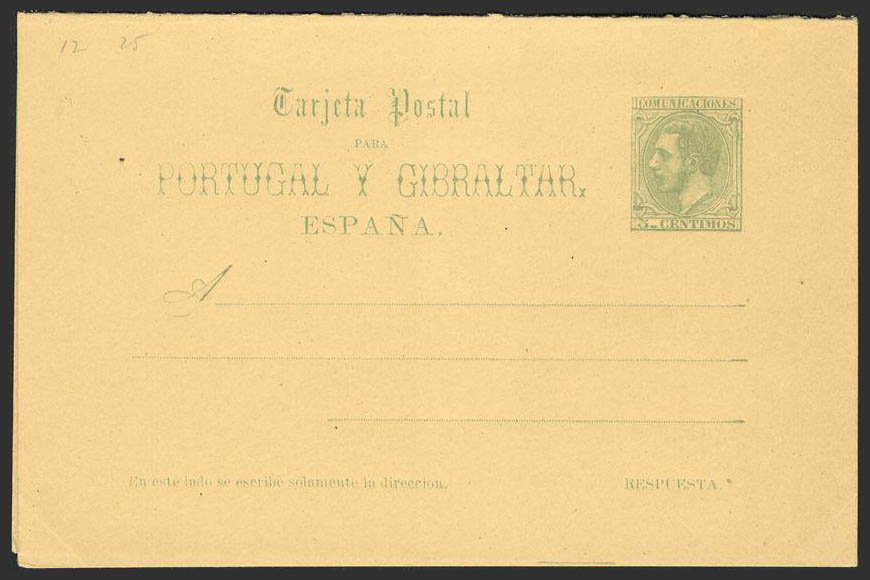 12 25
Tarjeta Postal
PARA
PORTUGAL Y GIBRALTAR.
ESPAÑA.
COMUNICACIONES
5 CENTIMOS
A
En este lado se escribe solamente la direccion.
RESPUESTA.